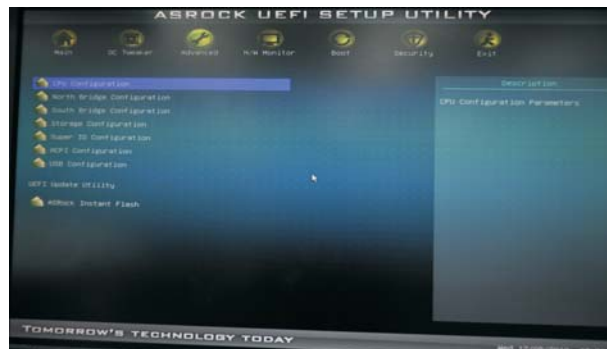 ASROCK UEFI SETUP UTILITY
Main OC Tweaker Advanced H/W Monitor Boot Security Exit
CPU Configuration
North Bridge Configuration
South Bridge Configuration
Storage Configuration
Super IO Configuration
ACPI Configuration
USB Configuration
UEFI Update Utility
ASRock Instant Flash
Description
CPU Configuration Parameters
TOMORROW'S TECHNOLOGY TODAY